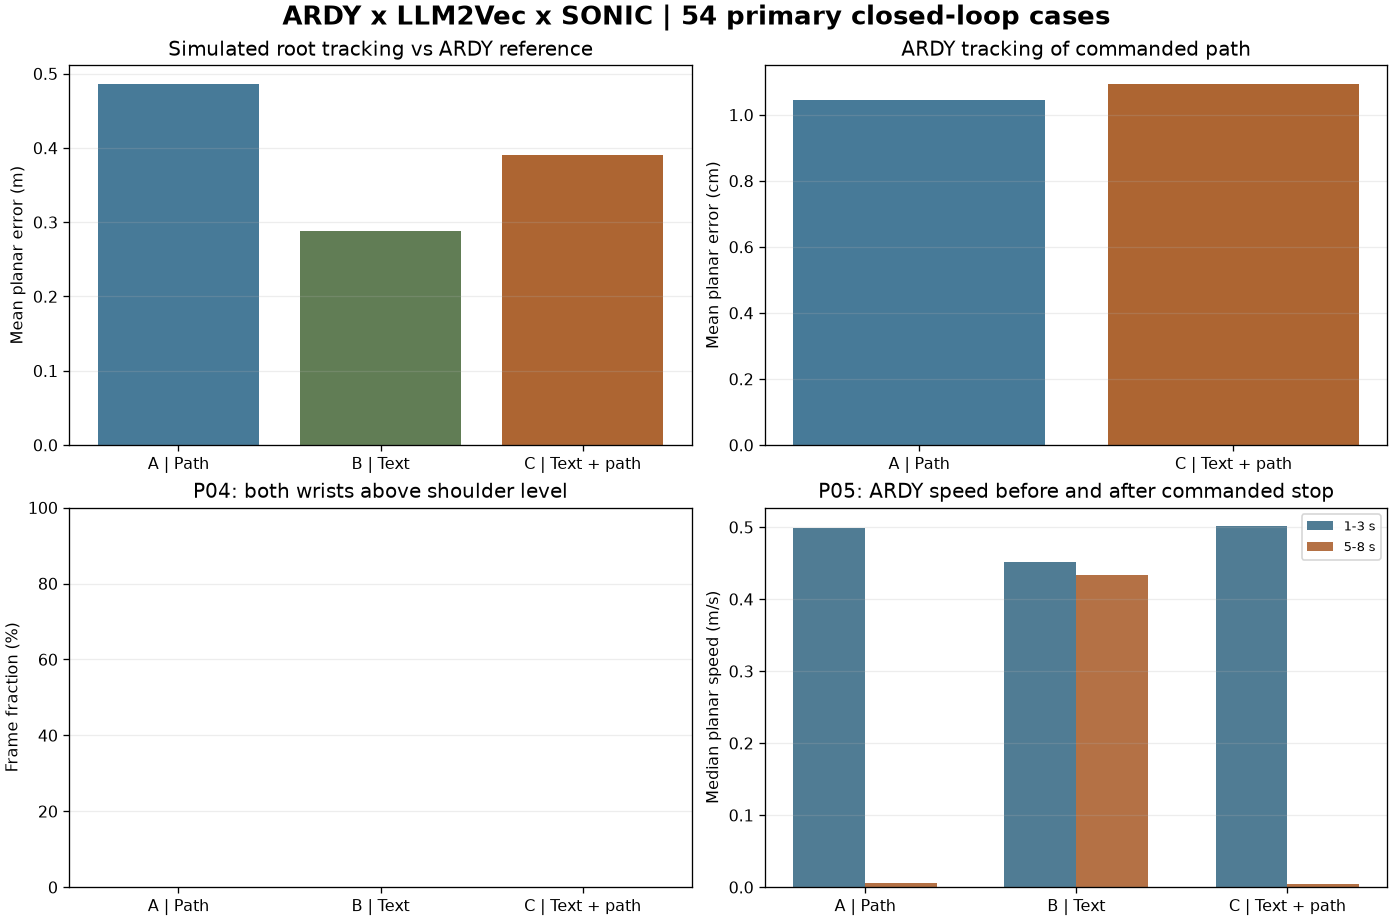 ARDY x LLM2Vec x SONIC | 54 primary closed-loop cases
Simulated root tracking vs ARDY reference
Mean planar error (m)
0.5
0.4
0.3
0.2
0.1
0.0
A | Path
B | Text
C | Text + path
ARDY tracking of commanded path
Mean planar error (cm)
1.0
0.8
0.6
0.4
0.2
0.0
A | Path
C | Text + path
P04: both wrists above shoulder level
Frame fraction (%)
100
80
60
40
20
0
A | Path
B | Text
C | Text + path
P05: ARDY speed before and after commanded stop
Median planar speed (m/s)
0.5
0.4
0.3
0.2
0.1
0.0
1-3 s
5-8 s
A | Path
B | Text
C | Text + path